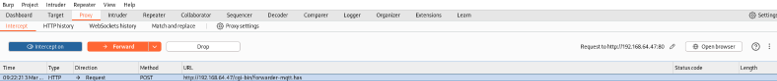 Burp Project Intruder Repeater View Help
Dashboard Target Proxy Intruder Repeater Collaborator Sequencer Decoder Comparer Logger Organizer Extensions Learn Settings
Intercept HTTP history WebSockets history Match and replace Proxy settings
Interception Forward Drop Request to http://192.168.64.47:80 Open browser
Time Type Direction Method URL Status code Length
HTTP → Request POST http://192.168.64.47/cgi-bin/forwarder-mqtt.has